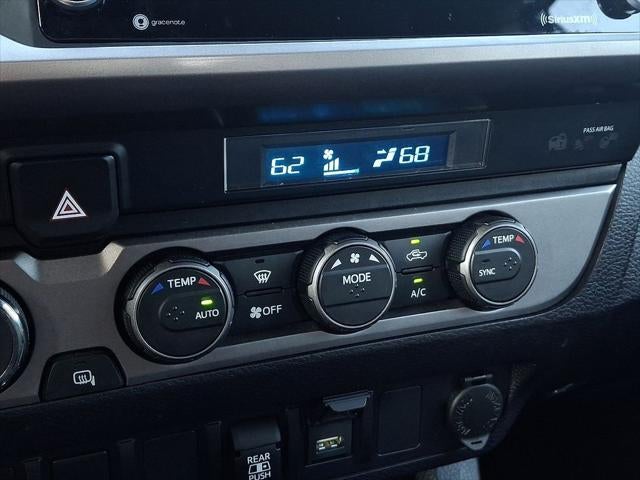 gracenote
SiriusXM
PASS AIR BAG
62 68
TEMP
AUTO
OFF
MODE
A/C
TEMP
SYNC
REAR
PUSH